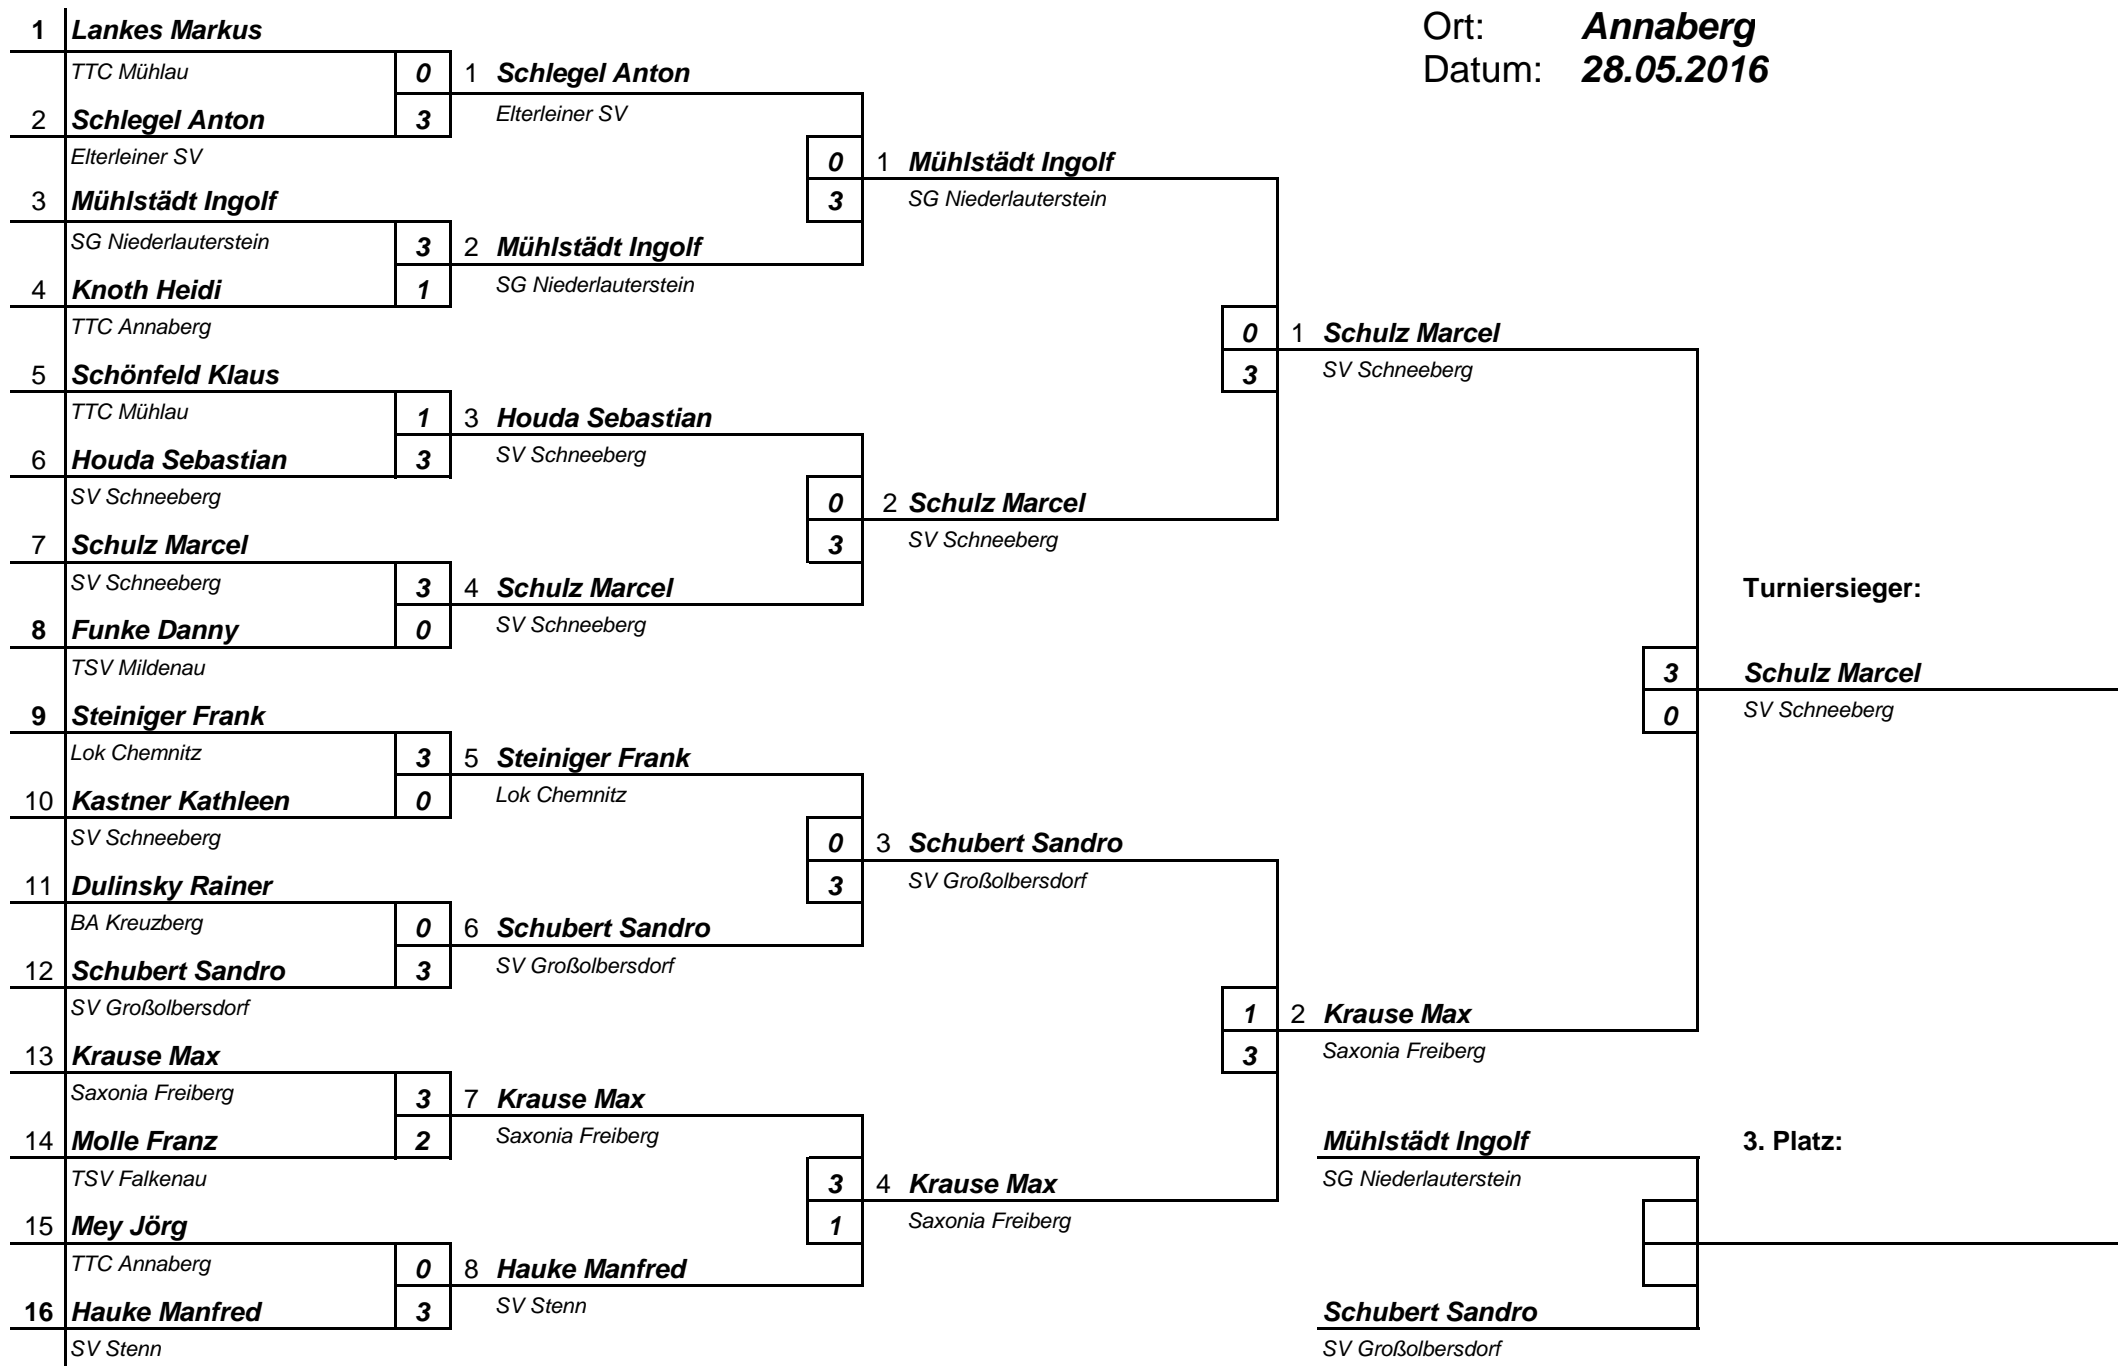 Ort: Annaberg
Datum: 28.05.2016
1 Lankes Markus
TTC Mühlau 0
2 Schlegel Anton 3
Elterleiner SV
3 Mühlstädt Ingolf
SG Niederlauterstein 3
4 Knoth Heidi 1
TTC Annaberg
5 Schönfeld Klaus
TTC Mühlau 1
6 Houda Sebastian 3
SV Schneeberg
7 Schulz Marcel
SV Schneeberg 3
8 Funke Danny 0
TSV Mildenau
9 Steiniger Frank
Lok Chemnitz 3
10 Kastner Kathleen 0
SV Schneeberg
11 Dulinsky Rainer
BA Kreuzberg 0
12 Schubert Sandro 3
SV Großolbersdorf
13 Krause Max
Saxonia Freiberg 3
14 Molle Franz 2
TSV Falkenau
15 Mey Jörg
TTC Annaberg 0
16 Hauke Manfred 3
SV Stenn
1 Schlegel Anton
Elterleiner SV
0
3
2 Mühlstädt Ingolf
SG Niederlauterstein
3 Houda Sebastian
SV Schneeberg
0
3
4 Schulz Marcel
SV Schneeberg
5 Steiniger Frank
Lok Chemnitz
0
3
6 Schubert Sandro
SV Großolbersdorf
7 Krause Max
Saxonia Freiberg
3
1
8 Hauke Manfred
SV Stenn
1 Mühlstädt Ingolf
SG Niederlauterstein
0
3
2 Schulz Marcel
SV Schneeberg
3 Schubert Sandro
SV Großolbersdorf
1
3
4 Krause Max
Saxonia Freiberg
1 Schulz Marcel
SV Schneeberg
3
0
2 Krause Max
Saxonia Freiberg
Turniersieger:
Schulz Marcel
SV Schneeberg
Mühlstädt Ingolf
SG Niederlauterstein
3. Platz:
Schubert Sandro
SV Großolbersdorf